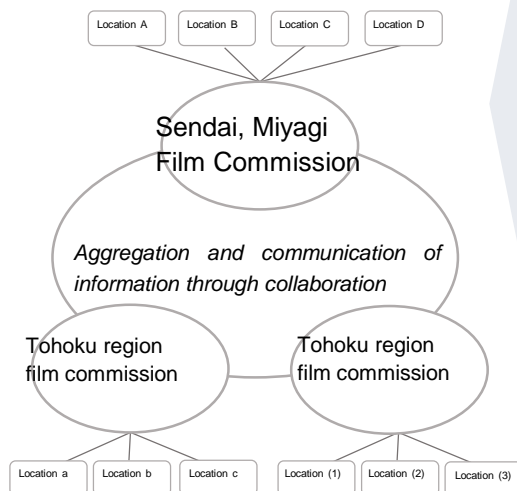 Location A
Location B
Location C
Location D
Sendai, Miyagi
Film Commission
Aggregation and communication of
information through collaboration
Tohoku region
film commission
Tohoku region
film commission
Location a
Location b
Location c
Location (1)
Location (2)
Location (3)